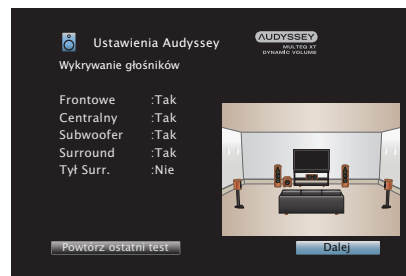 Ustawienia Audyssey
AUDYSSEY
MULTEQ XT
DYNAMIC VOLUME
Wykrywanie głośników
Frontowe :Tak
Centralny :Tak
Subwoofer :Tak
Surround :Tak
Tył Surr. :Nie
Powtórz ostatni test
Dalej